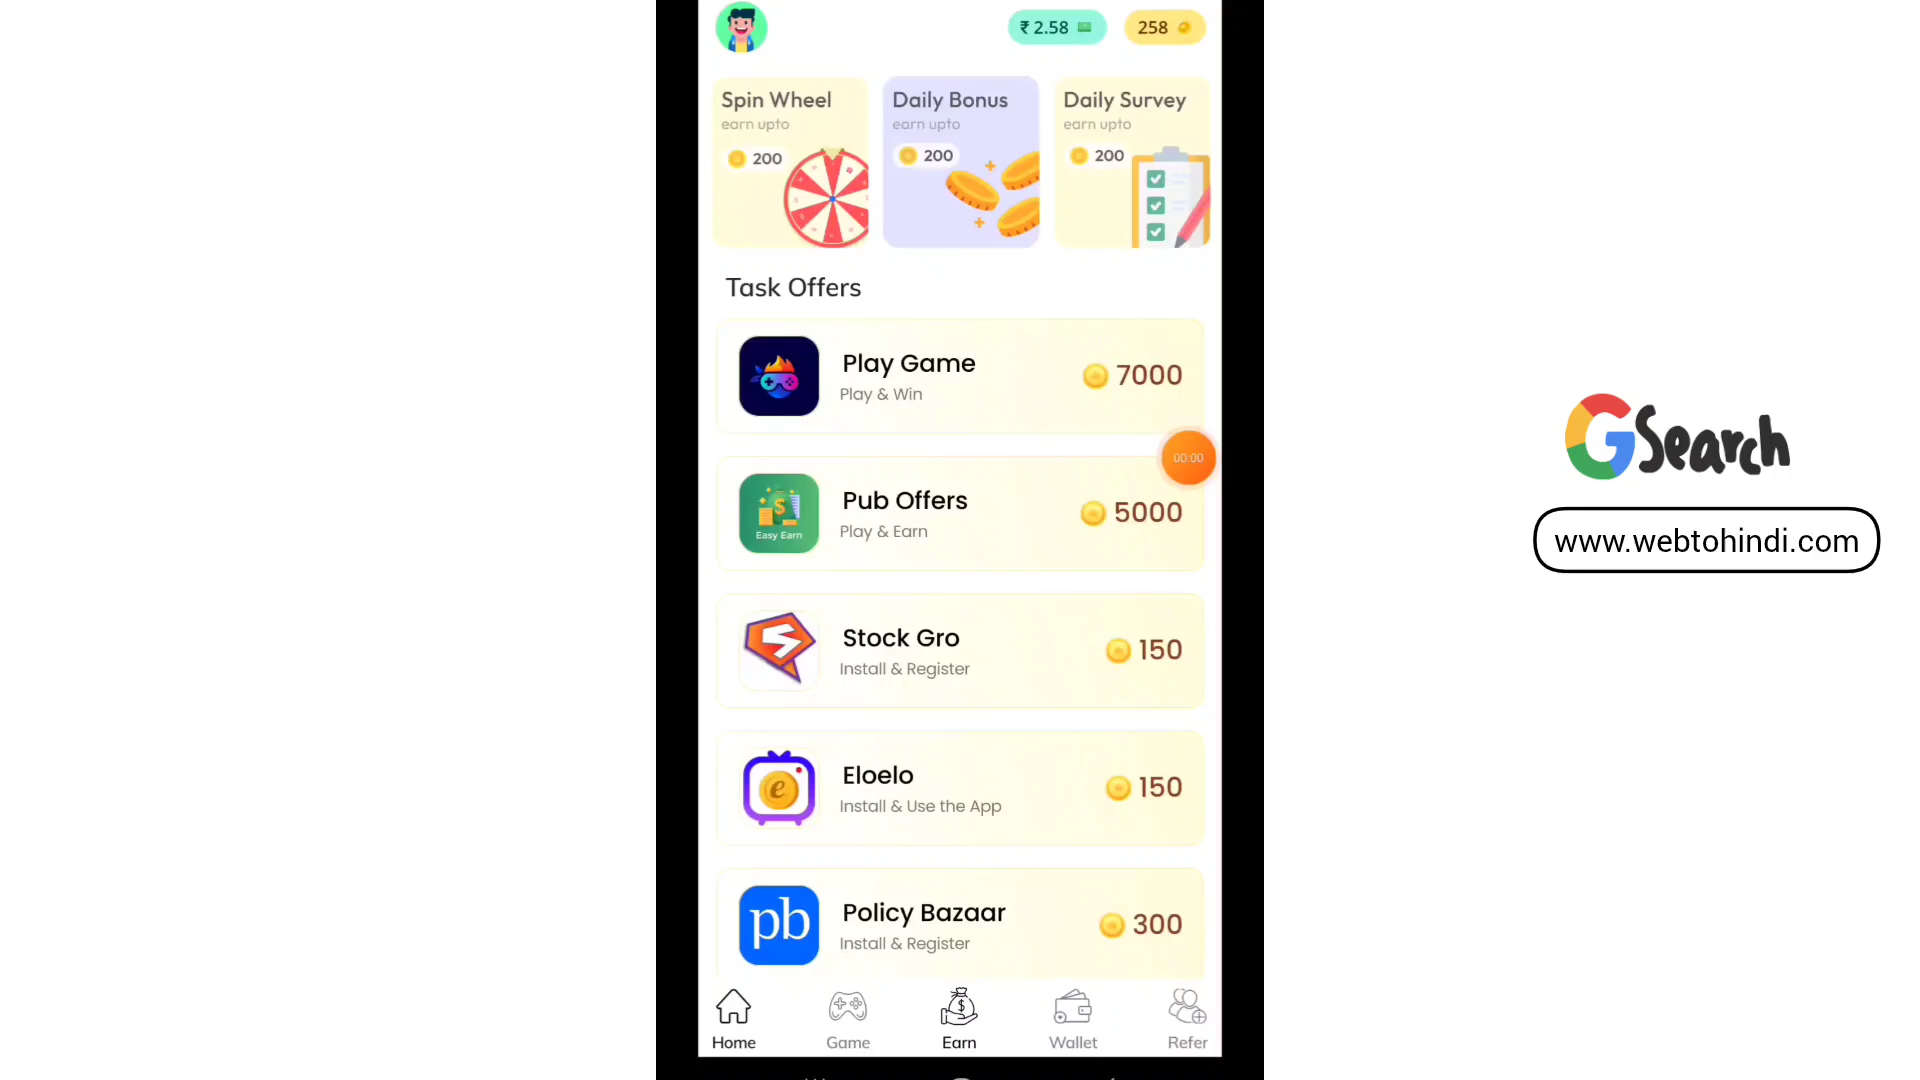 ₹ 2.58
258
Spin Wheel
earn upto
200
Daily Bonus
earn upto
200
Daily Survey
earn upto
200
Task Offers
Play Game
Play & Win
7000
00:00
Pub Offers
Play & Earn
5000
Easy Earn
Stock Gro
Install & Register
150
Eloelo
Install & Use the App
150
pb
Policy Bazaar
Install & Register
300
Home
Game
Earn
Wallet
Refer
G Search
www.webtohindi.com